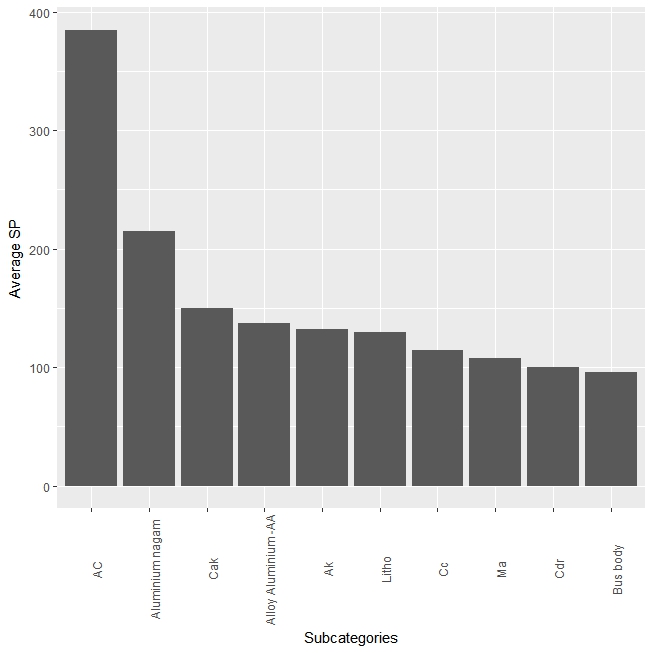 400
300
200
100
0
Average SP
AC
Aluminium nagam
Cak
Alloy Aluminium -AA
Ak
Litho
Cc
Ma
Cdr
Bus body
Subcategories